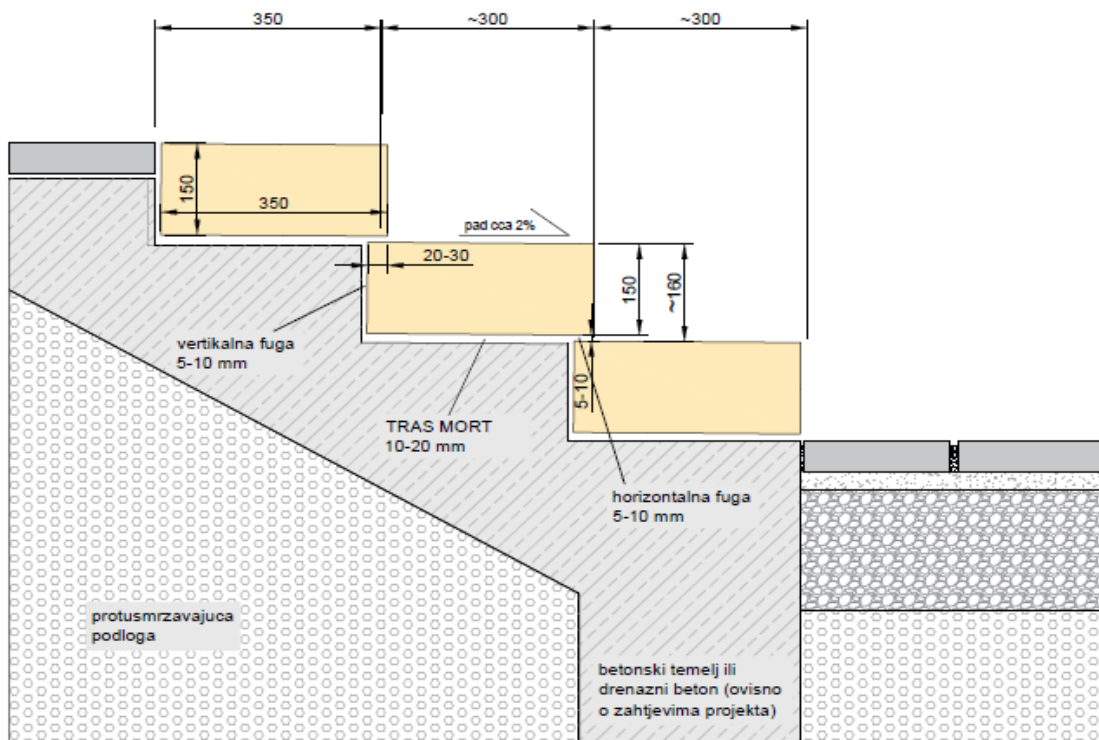 350
~300
~300
150
350
pad cca 2%
20-30
150
~160
vertikalna fuga
5-10 mm
5-10
TRAS MORT
10-20 mm
horizontalna fuga
5-10 mm
protusmrzavajuca
podloga
betonski temelj ili
drenazni beton (ovisno
o zahtjevima projekta)